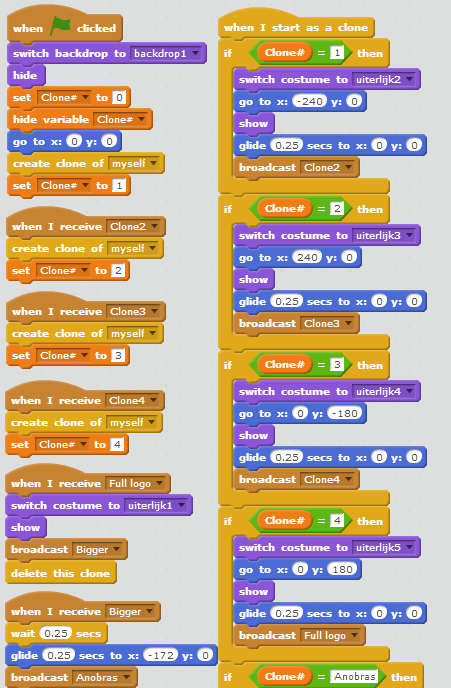 when clicked
switch backdrop to backdrop1
hide
set Clone# to 0
hide variable Clone#
go to x: 0 y: 0
create clone of myself
set Clone# to 1
when I receive Clone2
create clone of myself
set Clone# to 2
when I receive Clone3
create clone of myself
set Clone# to 3
when I receive Clone4
create clone of myself
set Clone# to 4
when I receive Full logo
switch costume to uiterlijk1
show
broadcast Bigger
delete this clone
when I receive Bigger
wait 0.25 secs
glide 0.25 secs to x: -172 y: 0
broadcast Anobras
when I start as a clone
if Clone# = 1 then
switch costume to uiterlijk2
go to x: -240 y: 0
show
glide 0.25 secs to x: 0 y: 0
broadcast Clone2
if Clone# = 2 then
switch costume to uiterlijk3
go to x: 240 y: 0
show
glide 0.25 secs to x: 0 y: 0
broadcast Clone3
if Clone# = 3 then
switch costume to uiterlijk4
go to x: 0 y: -180
show
glide 0.25 secs to x: 0 y: 0
broadcast Clone4
if Clone# = 4 then
switch costume to uiterlijk5
go to x: 0 y: 180
show
glide 0.25 secs to x: 0 y: 0
broadcast Full logo
if Clone# = Anobras then